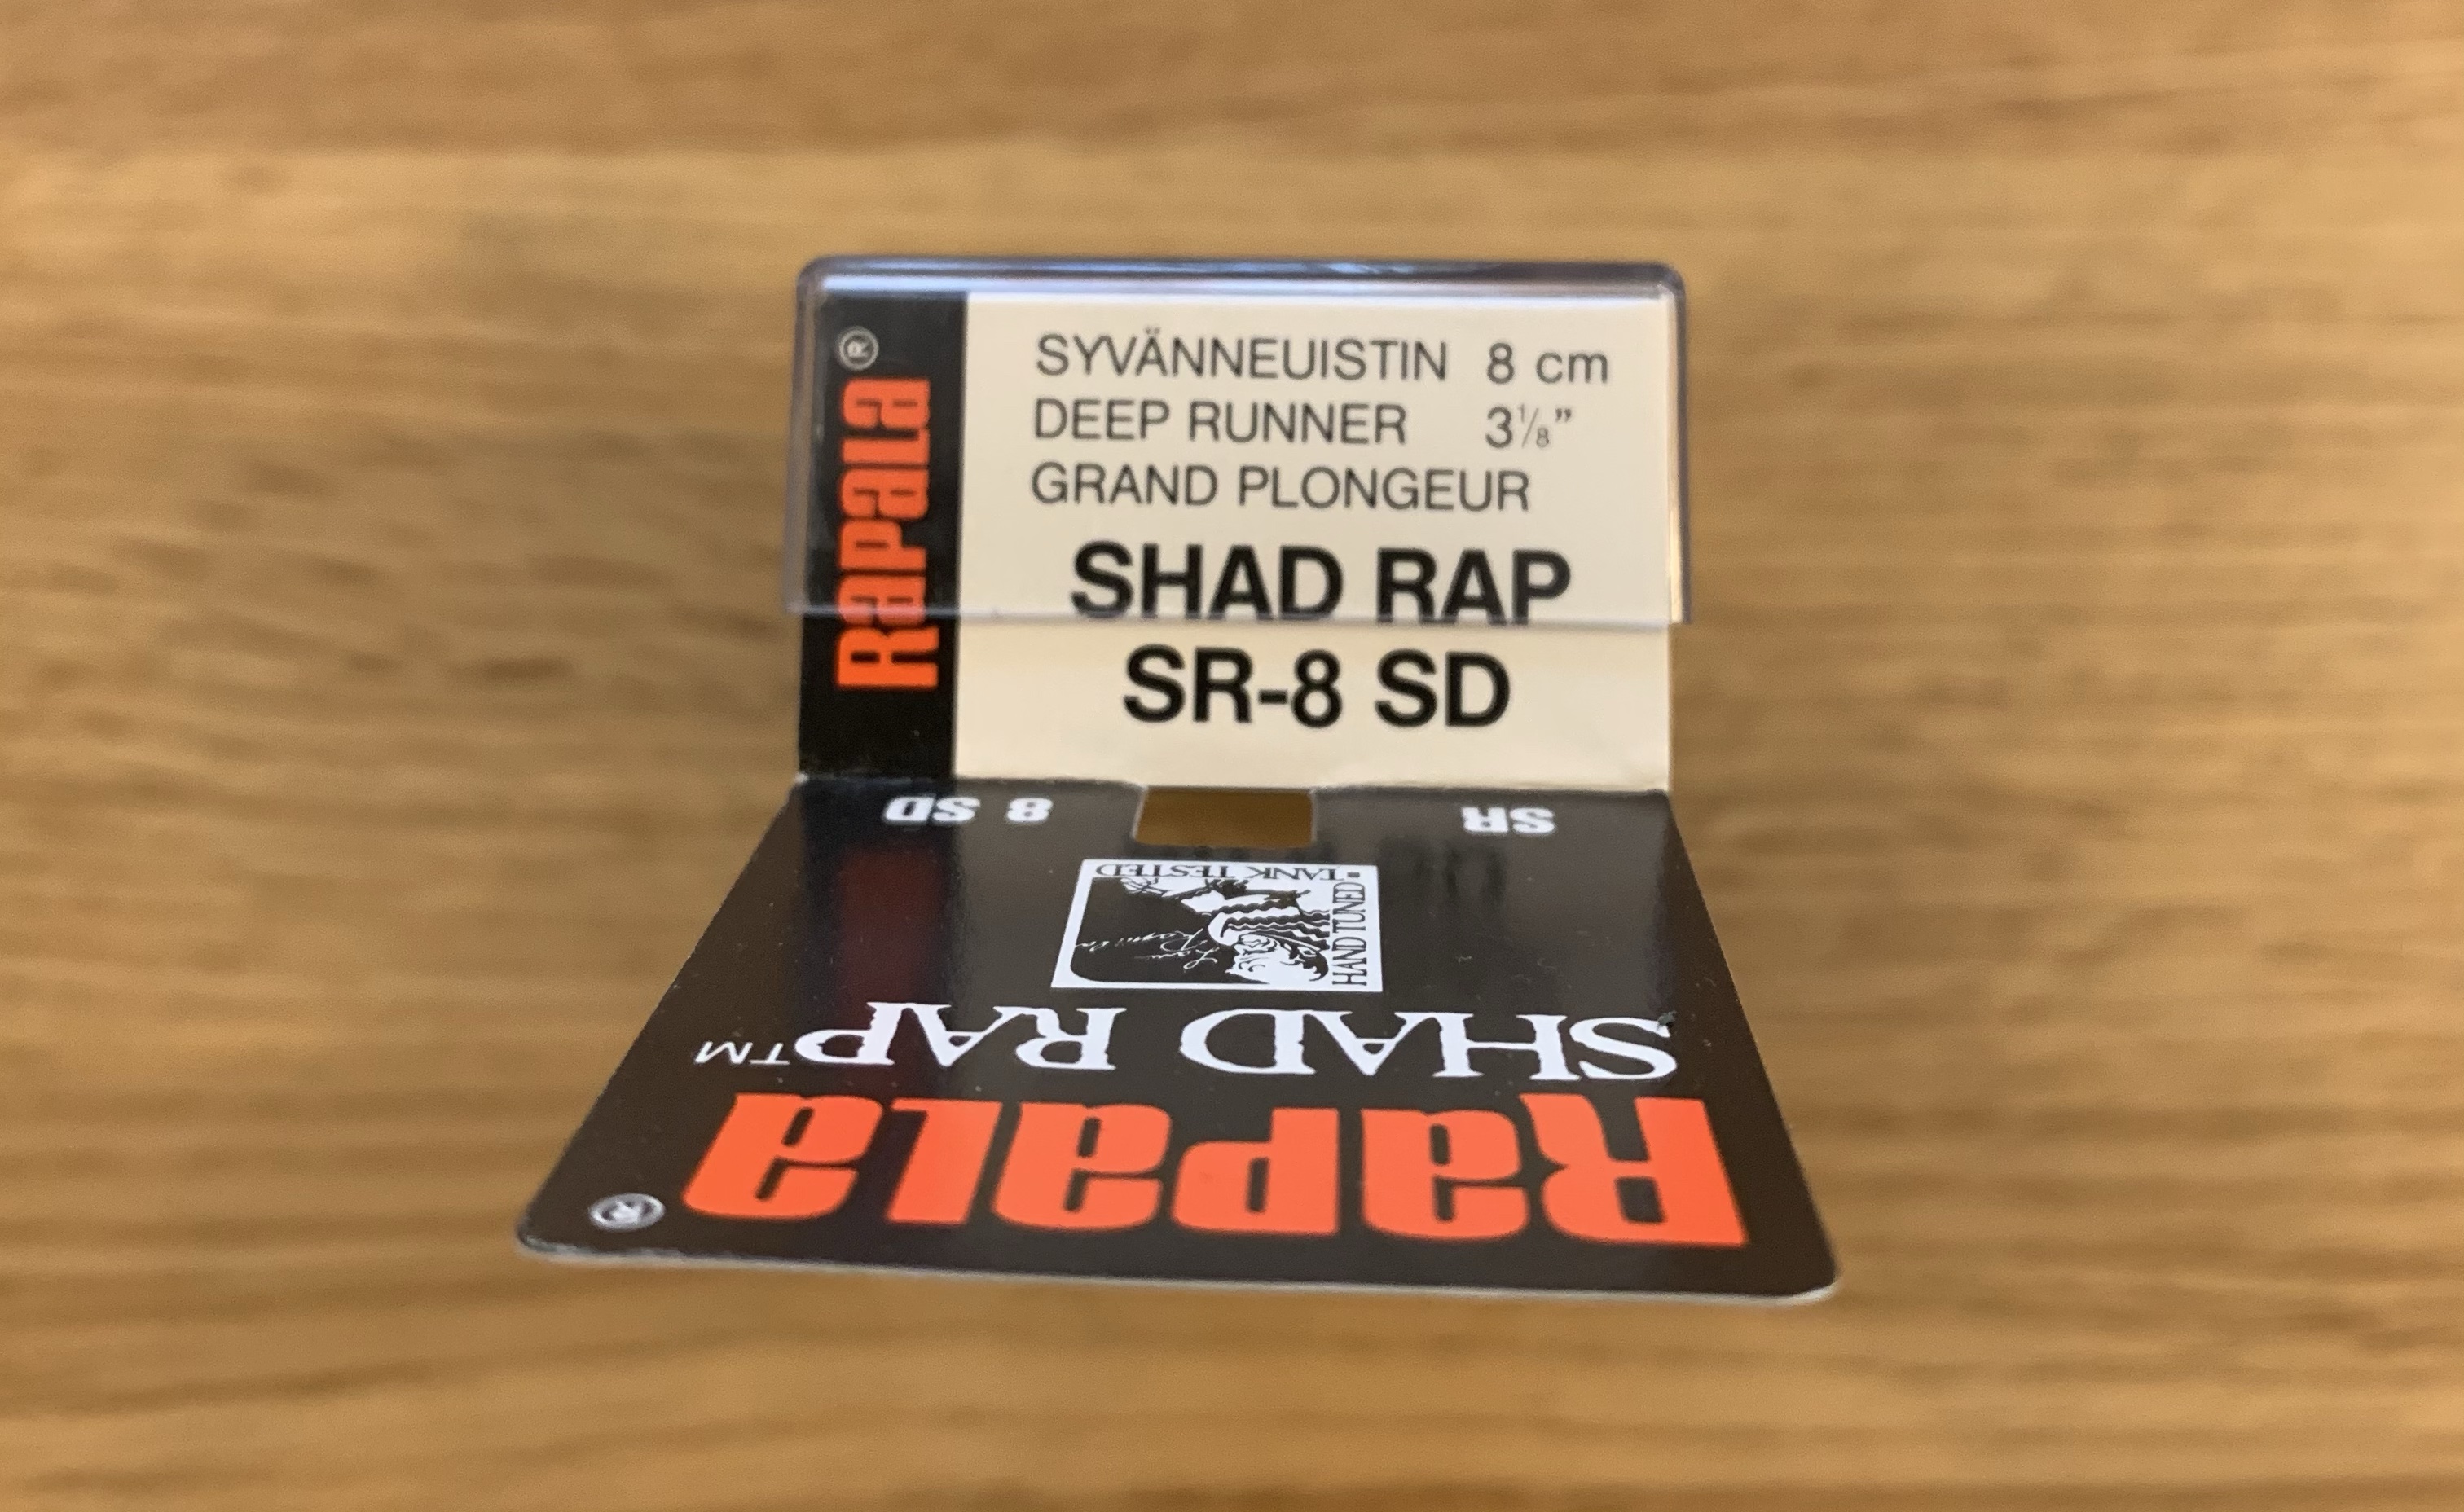 RAPALA®
SYVÄNNEUISTIN 8 cm
DEEP RUNNER 3⅛”
GRAND PLONGEUR
SHAD RAP
SR-8 SD
RAPALA®
SHAD RAP™
HAND TUNED
▪TANK TESTED
SR 8 SD